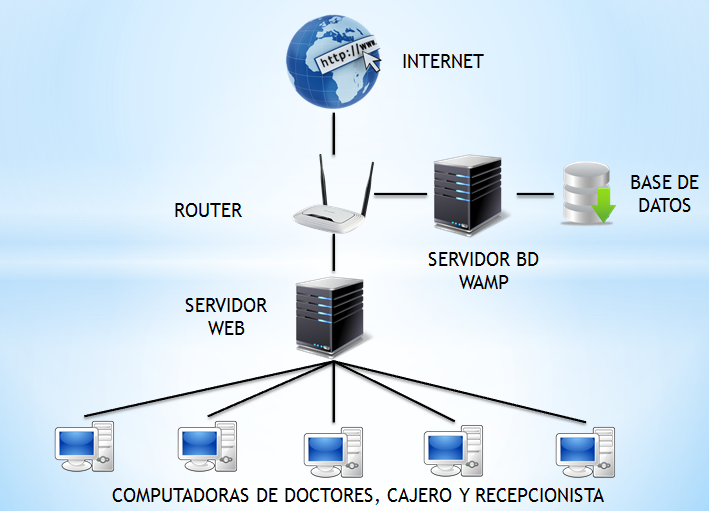 http://www.
INTERNET
ROUTER
BASE DE
DATOS
SERVIDOR BD
WAMP
SERVIDOR
WEB
COMPUTADORAS DE DOCTORES, CAJERO Y RECEPCIONISTA